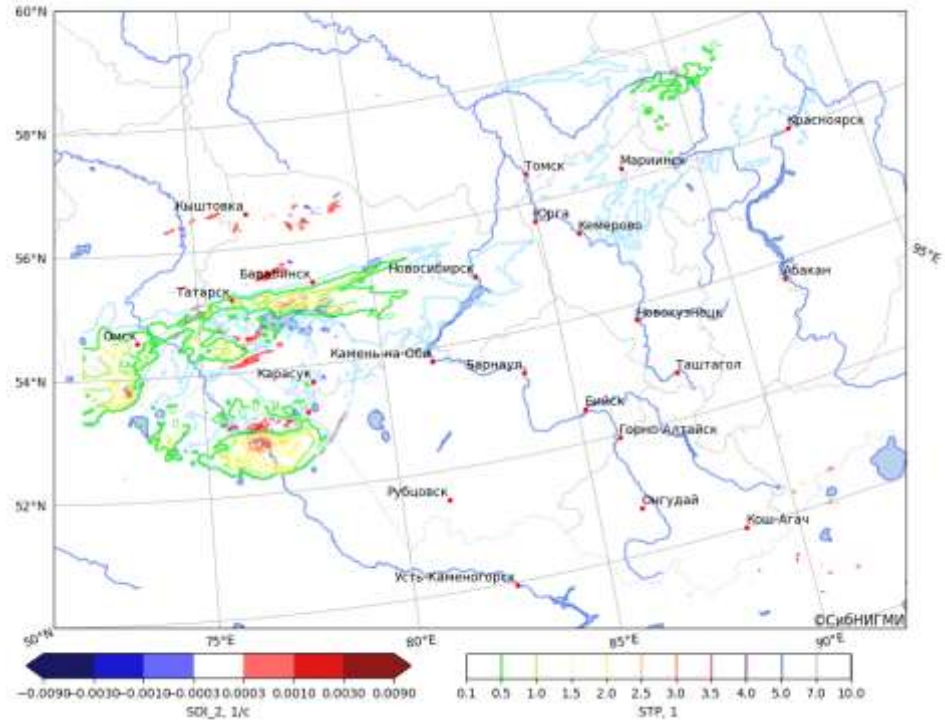 60°N
58°N
Красноярск
Томск
Мариинск
Кыштовка
Юрга
Кемерово
95°E
56°N
Барабинск
Новосибирск
Абакан
Татарск
Новокузнецк
Омск
Камень-на-Оби
Барнаул
Таштагол
54°N
Карасук
Бийск
Горно-Алтайск
52°N
Рубцовск
Онгудай
Кош-Агач
Усть-Каменогорск
©СибНИГМИ
50°N
75°E
80°E
85°E
90°E
−0.0090 −0.0030 −0.0010 −0.0003 0.0003 0.0010 0.0030 0.0090
SDI_2, 1/c
0.1 0.5 1.0 1.5 2.0 2.5 3.0 3.5 4.0 5.0 7.0 10.0
STP, 1